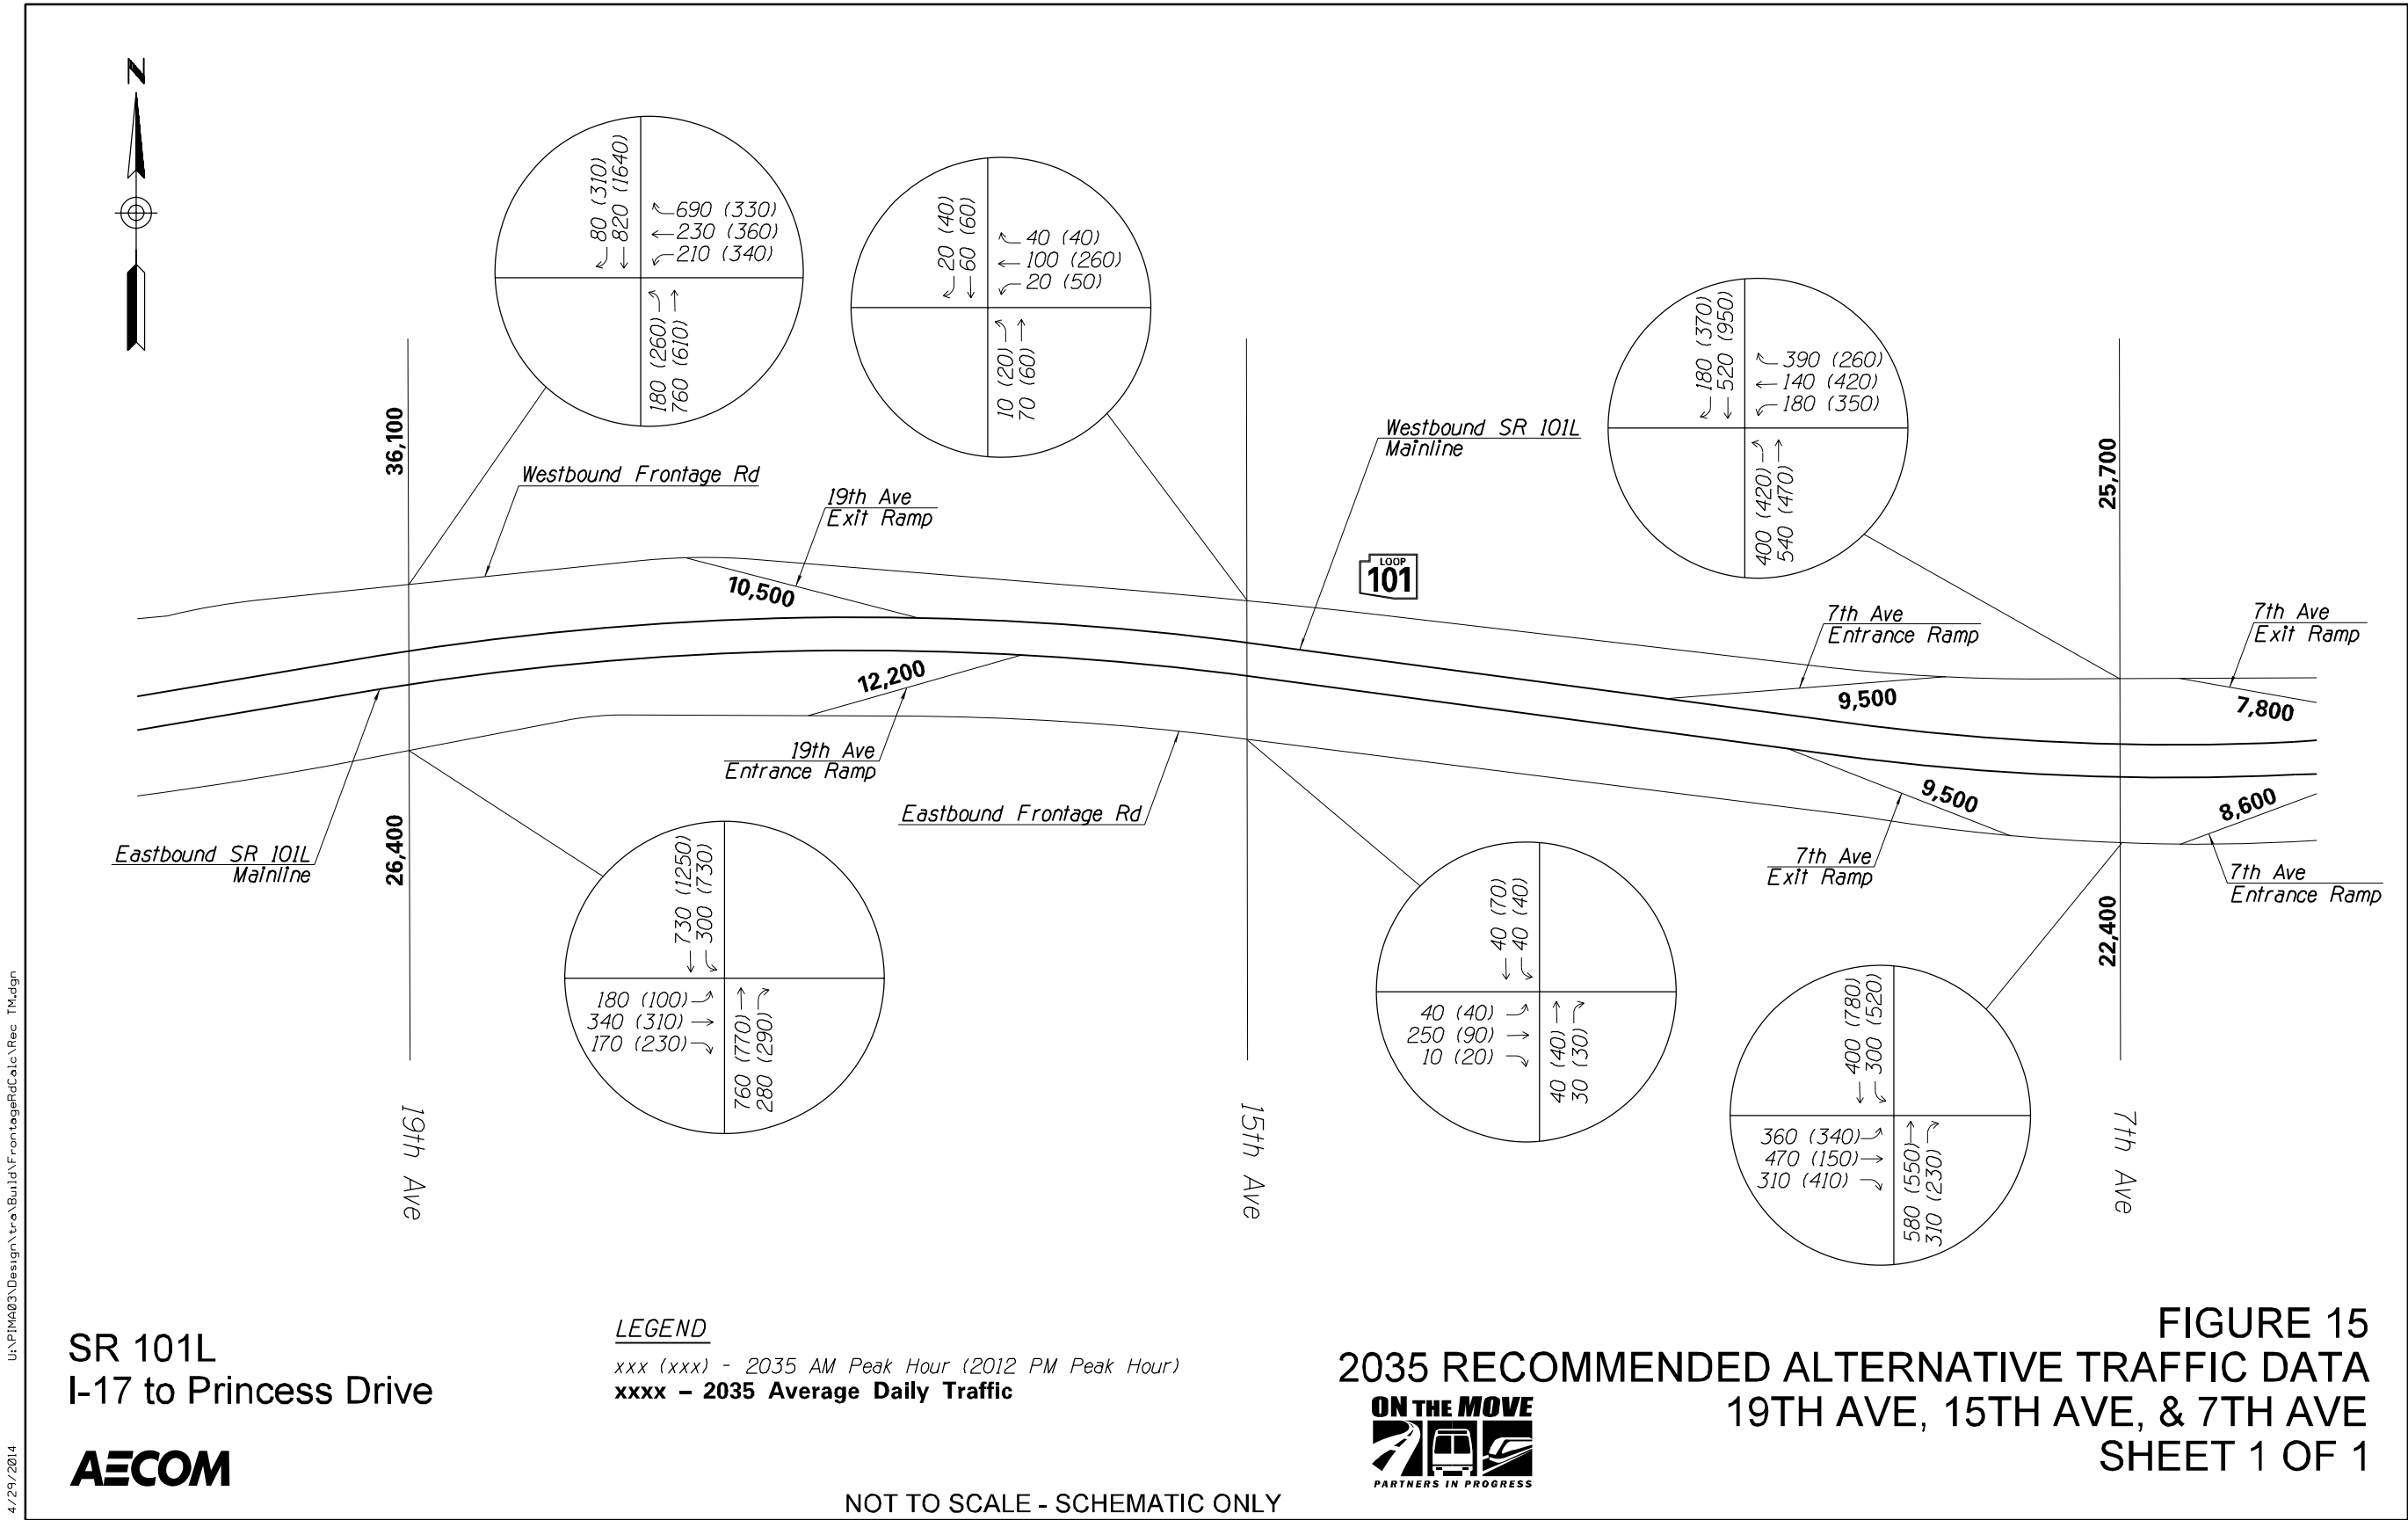 N
80 (310)
820 (1640)
690 (330)
230 (360)
210 (340)
180 (260)
760 (610)
20 (40)
60 (60)
40 (40)
100 (260)
20 (50)
10 (20)
70 (60)
180 (370)
520 (950)
390 (260)
140 (420)
180 (350)
400 (420)
540 (470)
36,100
25,700
Westbound SR 101L
Mainline
Westbound Frontage Rd
19th Ave
Exit Ramp
LOOP
101
10,500
7th Ave
Entrance Ramp
7th Ave
Exit Ramp
12,200
9,500
7,800
19th Ave
Entrance Ramp
Eastbound Frontage Rd
9,500
8,600
Eastbound SR 101L
Mainline
26,400
7th Ave
Exit Ramp
7th Ave
Entrance Ramp
22,400
730 (1250)
300 (730)
180 (100)
340 (310)
170 (230)
760 (770)
280 (290)
40 (70)
40 (40)
40 (40)
250 (90)
10 (20)
40 (40)
30 (30)
400 (780)
300 (520)
360 (340)
470 (150)
310 (410)
580 (550)
310 (230)
19th Ave
15th Ave
7th Ave
SR 101L
I-17 to Princess Drive
AECOM
LEGEND
xxx (xxx) - 2035 AM Peak Hour (2012 PM Peak Hour)
xxxx – 2035 Average Daily Traffic
NOT TO SCALE - SCHEMATIC ONLY
ON THE MOVE
PARTNERS IN PROGRESS
FIGURE 15
2035 RECOMMENDED ALTERNATIVE TRAFFIC DATA
19TH AVE, 15TH AVE, & 7TH AVE
SHEET 1 OF 1
4/29/2014 U:\PIMA03\Design\tra\Build\FrontageRdCalc\Rec TM.dgn